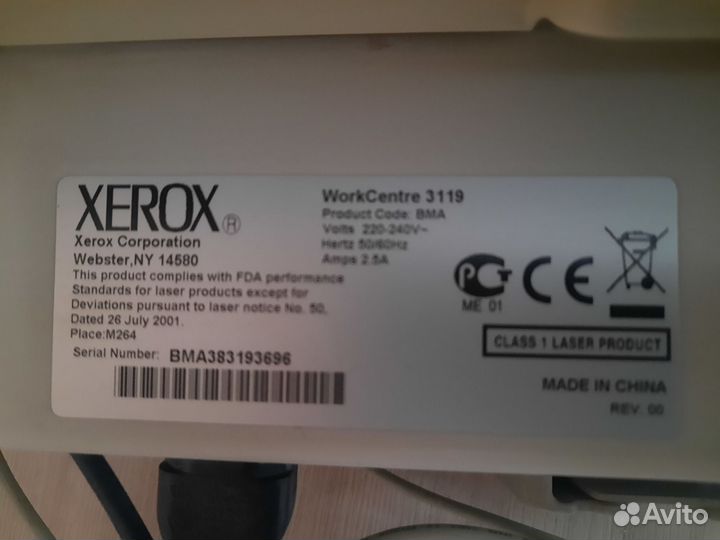 XEROX®
Xerox Corporation
Webster,NY 14580
This product complies with FDA performance
Standards for laser products except for
Deviations pursuant to laser notice No. 50,
Dated 26 July 2001.
Place:M264
Serial Number: BMA383193696
WorkCentre 3119
Product Code: BMA
Volts 220-240V~
Hertz 50/60Hz
Amps 2.5A
РСТ
ME 01
CE
CLASS 1 LASER PRODUCT
MADE IN CHINA
REV. 00
Avito